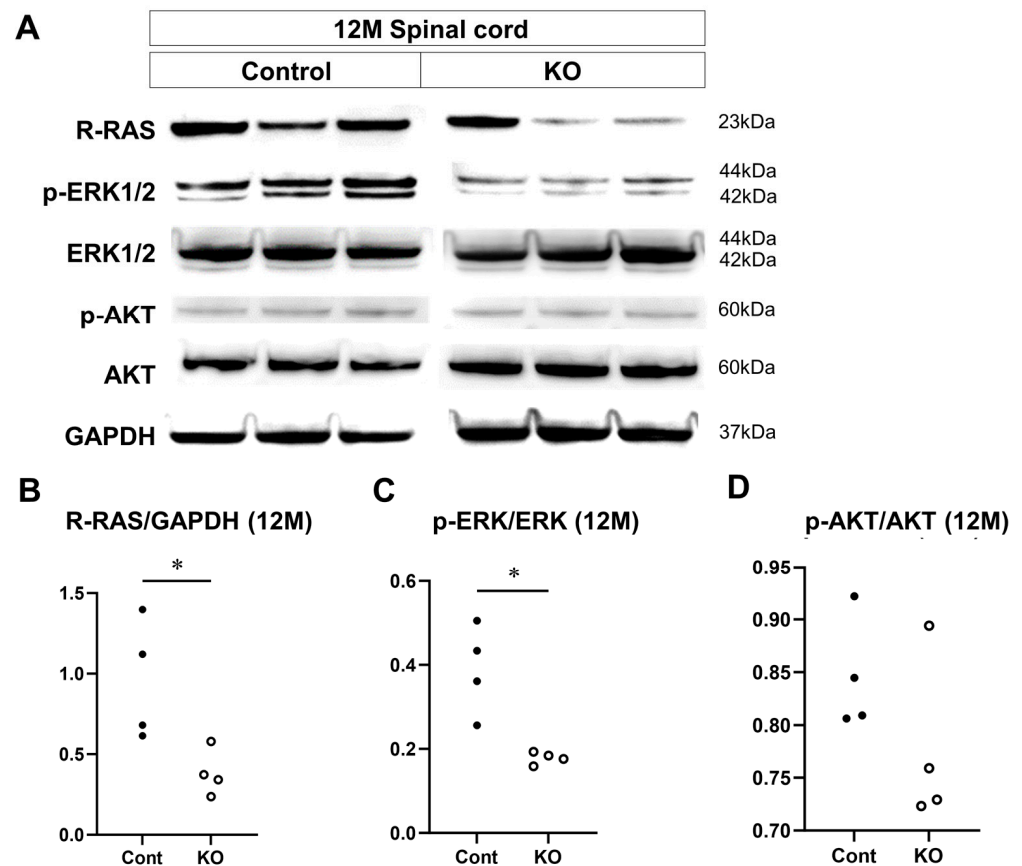 A
12M Spinal cord
Control KO
R-RAS 23kDa
p-ERK1/2 44kDa
42kDa
ERK1/2 44kDa
42kDa
p-AKT 60kDa
AKT 60kDa
GAPDH 37kDa
B
R-RAS/GAPDH (12M)
*
1.5
1.0
0.5
0.0
Cont KO
C
p-ERK/ERK (12M)
*
0.6
0.4
0.2
0.0
Cont KO
D
p-AKT/AKT (12M)
0.95
0.90
0.85
0.80
0.75
0.70
Cont KO